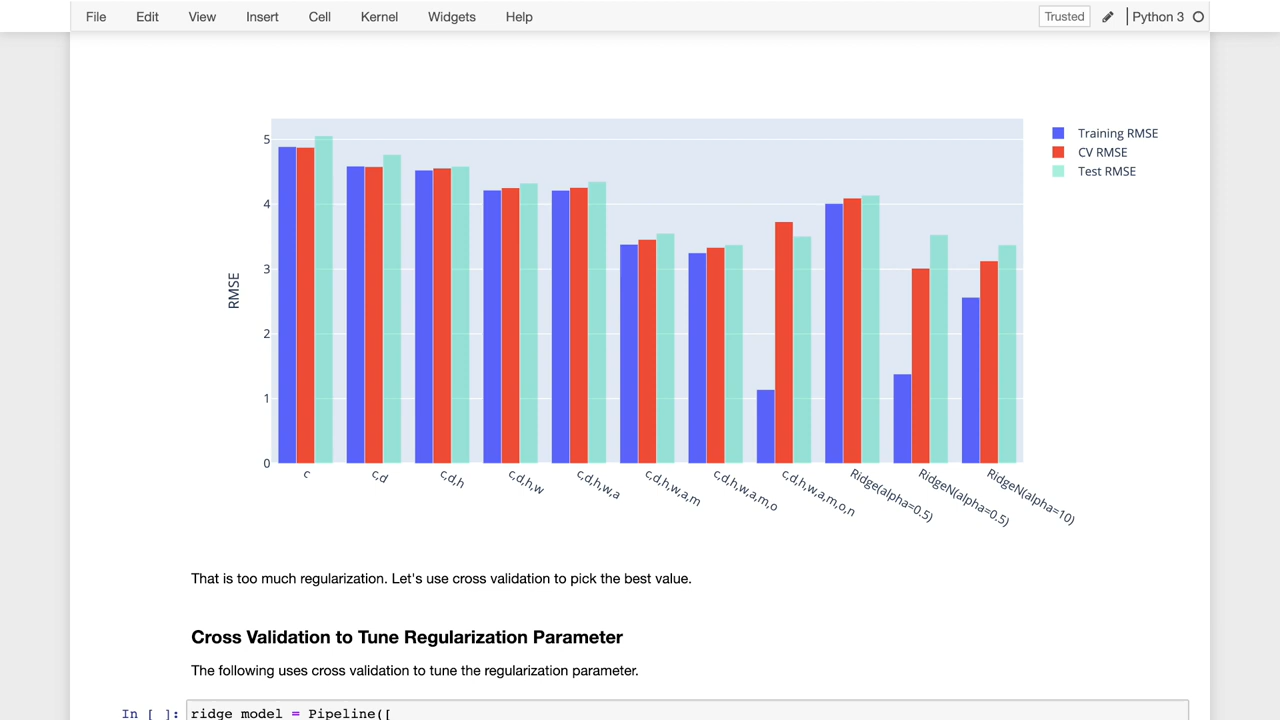 File Edit View Insert Cell Kernel Widgets Help Trusted Python 3
5
4
3
2
1
0
RMSE
Training RMSE
CV RMSE
Test RMSE
c
c,d
c,d,h
c,d,h,w
c,d,h,w,a
c,d,h,w,a,m
c,d,h,w,a,m,o
c,d,h,w,a,m,o,n
Ridge(alpha=0.5)
RidgeN(alpha=0.5)
RidgeN(alpha=10)
That is too much regularization. Let's use cross validation to pick the best value.
Cross Validation to Tune Regularization Parameter
The following uses cross validation to tune the regularization parameter.
In [ ]: ridge_model = Pipeline([